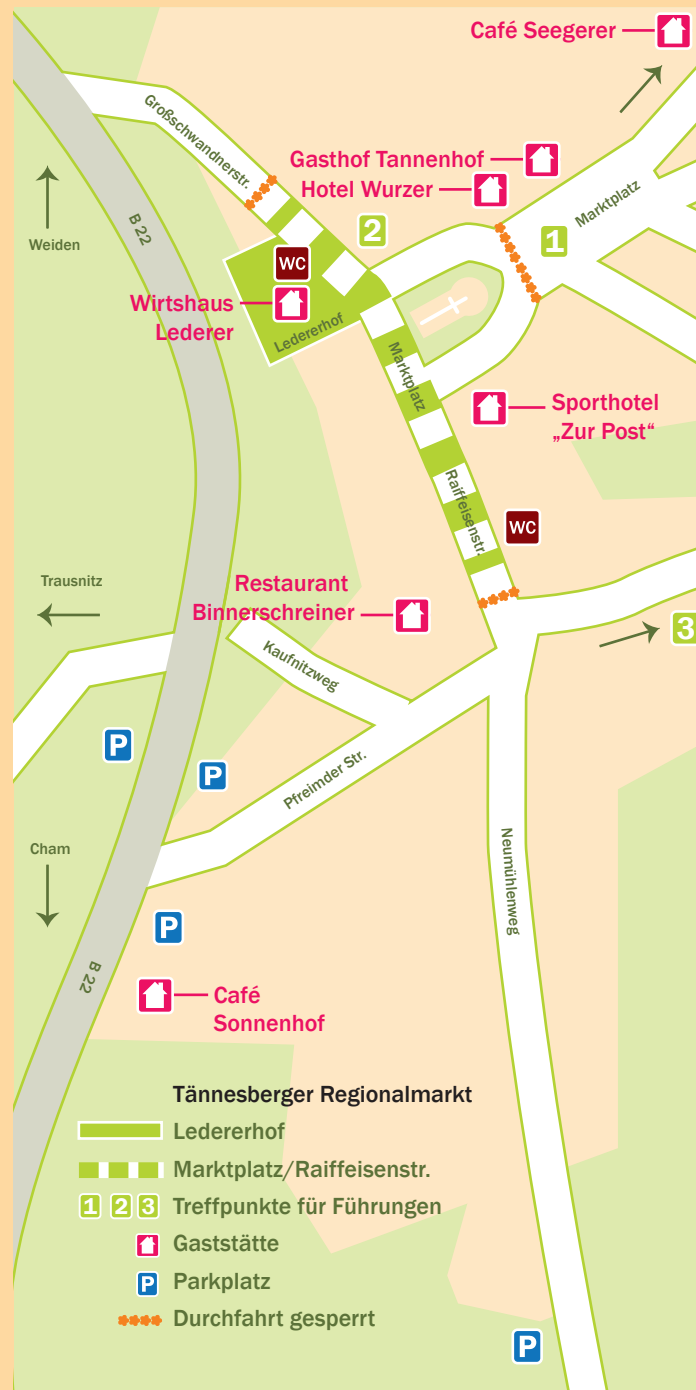 Café Seegerer
Großschwandnerstr.
Gasthof Tannenhof
Hotel Wurzer
Marktplatz
B 22
Weiden
2
1
WC
Wirtshaus
Lederer
Ledererhof
Marktplatz
Sporthotel
„Zur Post“
Raiffeisenstr.
WC
Trausnitz
Restaurant
Binnerschreiner
3
Kaufnitzweg
P
P
Pfreimder Str.
Cham
Neumühlenweg
P
B 22
Café
Sonnenhof
Tännesberger Regionalmarkt
Ledererhof
Marktplatz/Raiffeisenstr.
1 2 3 Treffpunkte für Führungen
Gaststätte
P Parkplatz
Durchfahrt gesperrt
P